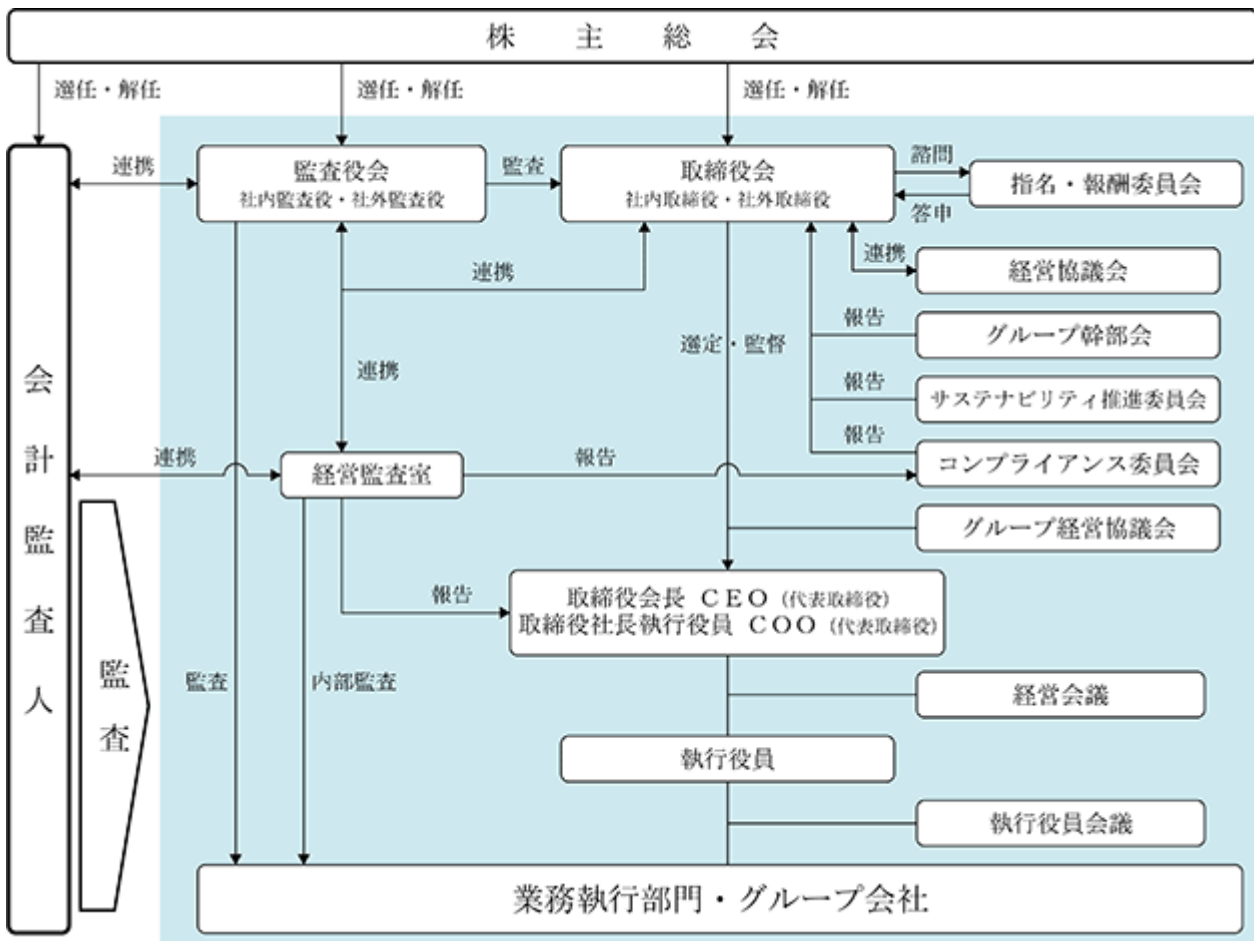 株主総会
選任・解任
選任・解任
選任・解任
連携
監査役会
社内監査役・社外監査役
監査
取締役会
社内取締役・社外取締役
諮問
答申
指名・報酬委員会
連携
経営協議会
連携
報告
グループ幹部会
選定・監督
連携
報告
サステナビリティ推進委員会
報告
コンプライアンス委員会
連携
経営監査室
報告
グループ経営協議会
会計監査人
監査
報告
取締役会長 CEO(代表取締役)
取締役社長執行役員 COO(代表取締役)
監査
内部監査
経営会議
執行役員
執行役員会議
業務執行部門・グループ会社